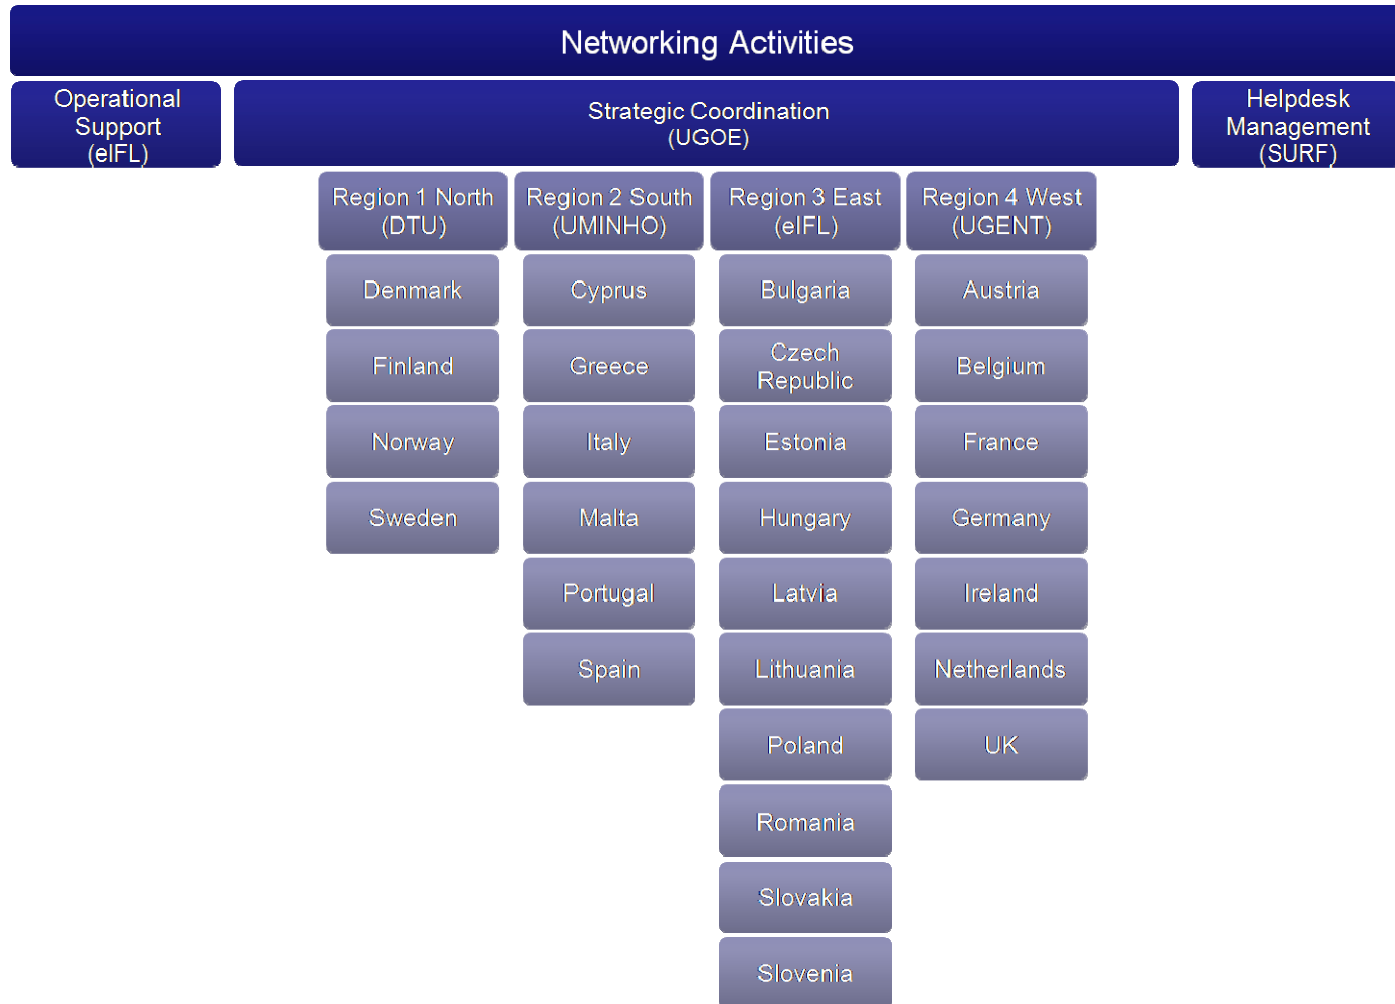 Networking Activities
Operational
Support
(eIFL)
Strategic Coordination
(UGOE)
Helpdesk
Management
(SURF)
Region 1 North
(DTU)
Denmark
Finland
Norway
Sweden
Region 2 South
(UMINHO)
Cyprus
Greece
Italy
Malta
Portugal
Spain
Region 3 East
(eIFL)
Bulgaria
Czech
Republic
Estonia
Hungary
Latvia
Lithuania
Poland
Romania
Slovakia
Slovenia
Region 4 West
(UGENT)
Austria
Belgium
France
Germany
Ireland
Netherlands
UK